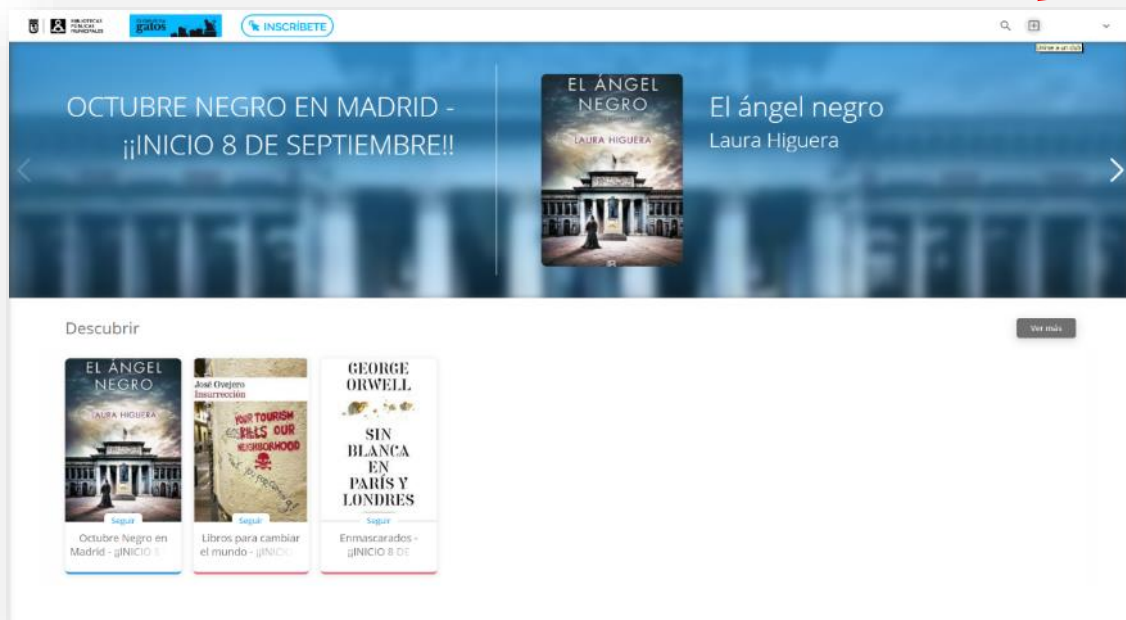 BIBLIOTECAS
PÚBLICAS
MUNICIPALES
gatos
INSCRÍBETE
Unirse a un club
OCTUBRE NEGRO EN MADRID -
¡¡INICIO 8 DE SEPTIEMBRE!!
EL ÁNGEL
NEGRO
LAURA HIGUERA
El ángel negro
Laura Higuera
Descubrir
Ver más
EL ÁNGEL
NEGRO
LAURA HIGUERA
Seguir
Octubre Negro en
Madrid - ¡¡INICIO
José Ovejero
Insurrección
YOUR TOURISM
KILLS OUR
NEIGHBORHOOD
Seguir
Libros para cambiar
el mundo - ¡¡INICIO
GEORGE
ORWELL
SIN
BLANCA
EN
PARÍS Y
LONDRES
Seguir
Enmascarados -
¡¡INICIO 8 DE